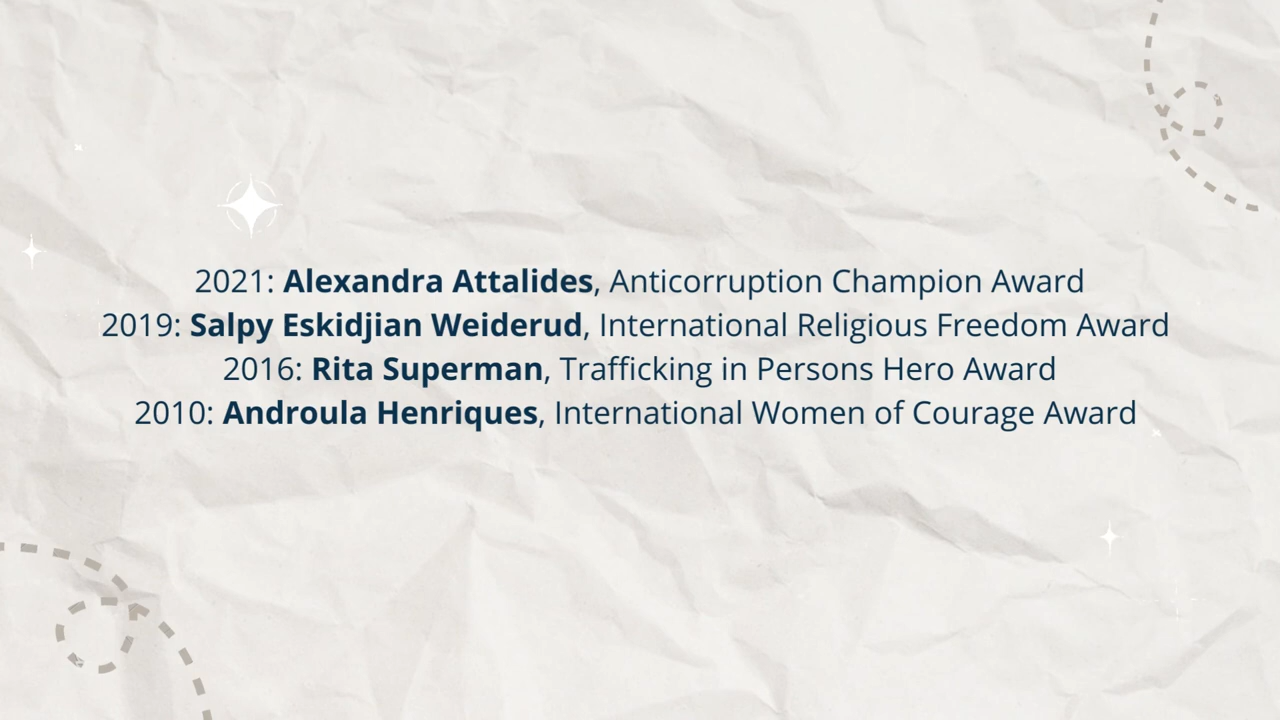 2021: Alexandra Attalides, Anticorruption Champion Award
2019: Salpy Eskidjian Weiderud, International Religious Freedom Award
2016: Rita Superman, Trafficking in Persons Hero Award
2010: Androula Henriques, International Women of Courage Award